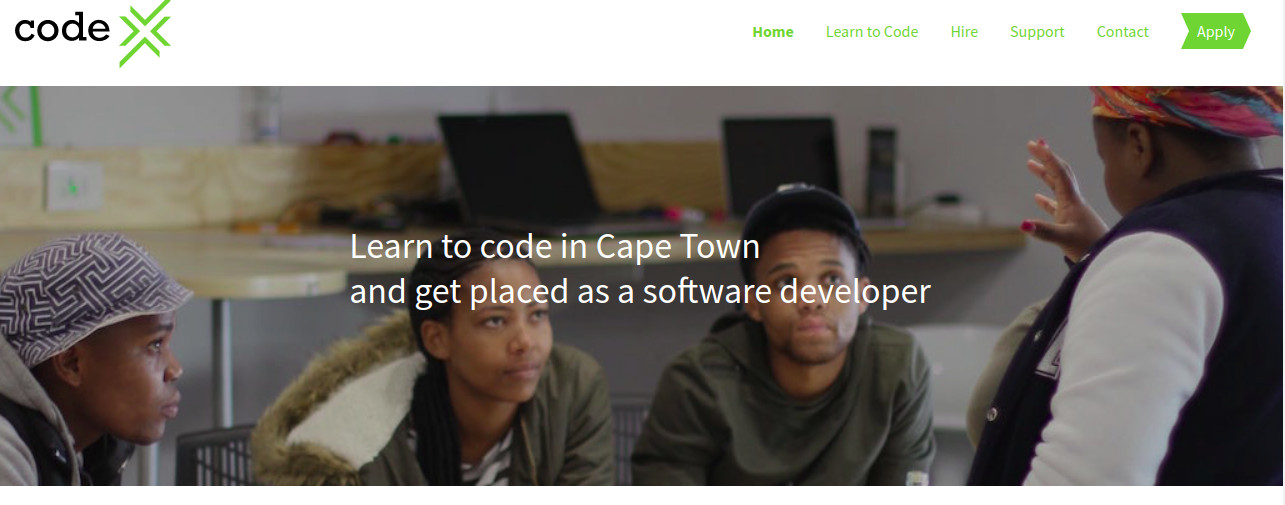 code
Home Learn to Code Hire Support Contact Apply
Learn to code in Cape Town
and get placed as a software developer